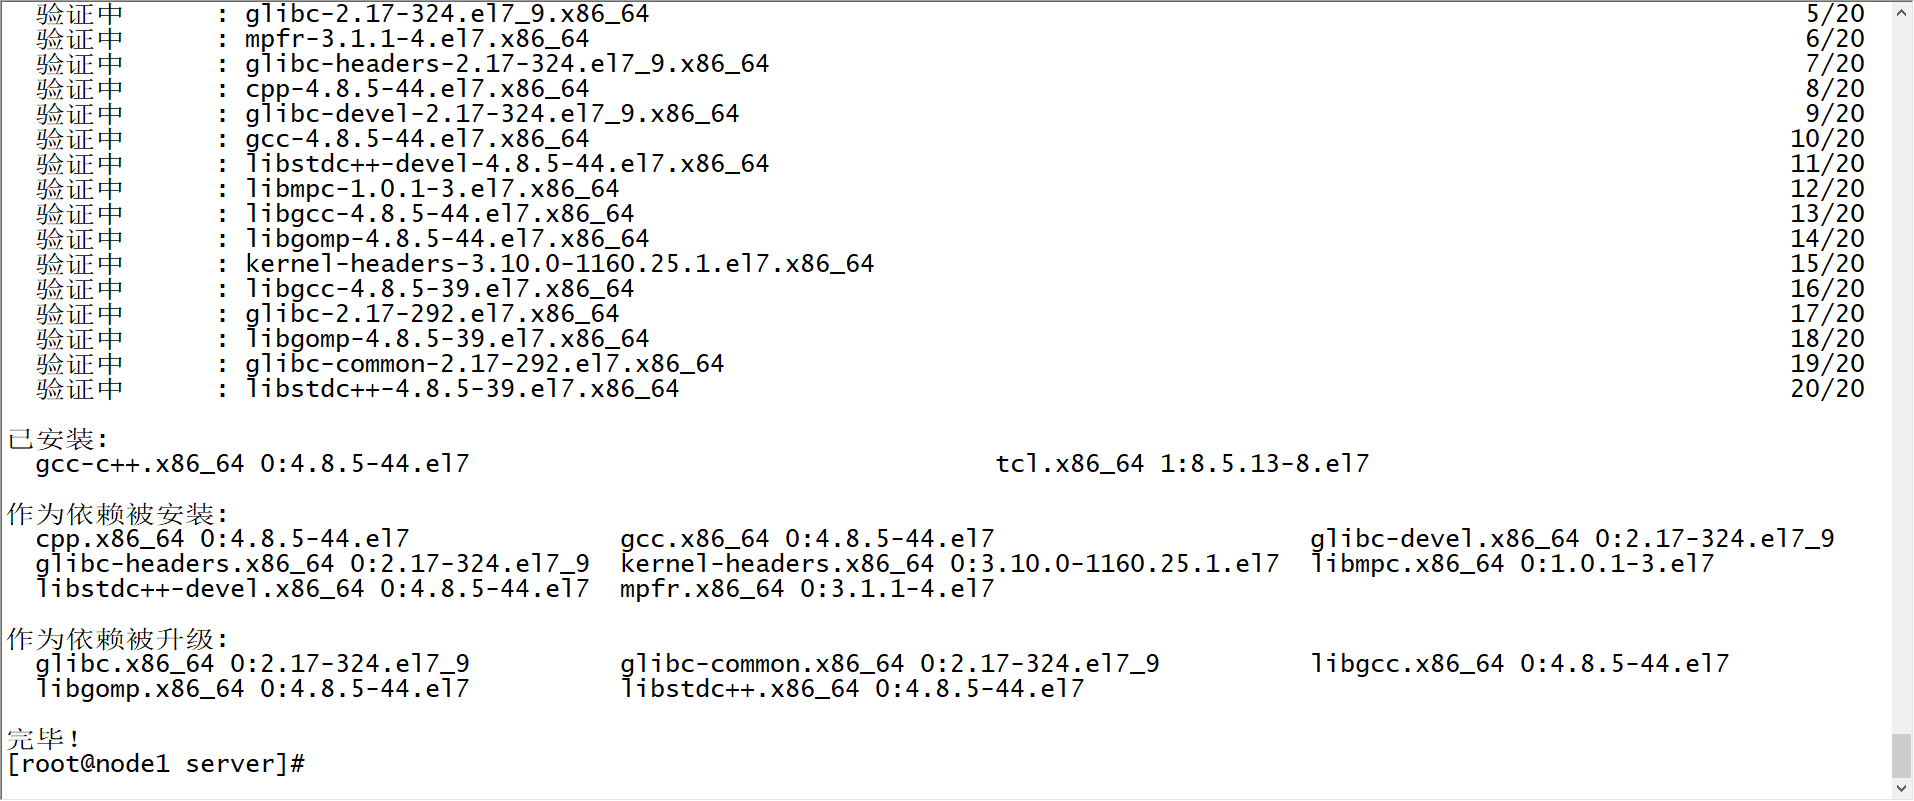 验证中 : glibc-2.17-324.el7_9.x86_64 5/20
验证中 : mpfr-3.1.1-4.el7.x86_64 6/20
验证中 : glibc-headers-2.17-324.el7_9.x86_64 7/20
验证中 : cpp-4.8.5-44.el7.x86_64 8/20
验证中 : glibc-devel-2.17-324.el7_9.x86_64 9/20
验证中 : gcc-4.8.5-44.el7.x86_64 10/20
验证中 : libstdc++-devel-4.8.5-44.el7.x86_64 11/20
验证中 : libmpc-1.0.1-3.el7.x86_64 12/20
验证中 : libgcc-4.8.5-44.el7.x86_64 13/20
验证中 : libgomp-4.8.5-44.el7.x86_64 14/20
验证中 : kernel-headers-3.10.0-1160.25.1.el7.x86_64 15/20
验证中 : libgcc-4.8.5-39.el7.x86_64 16/20
验证中 : glibc-2.17-292.el7.x86_64 17/20
验证中 : libgomp-4.8.5-39.el7.x86_64 18/20
验证中 : glibc-common-2.17-292.el7.x86_64 19/20
验证中 : libstdc++-4.8.5-39.el7.x86_64 20/20
已安装:
gcc-c++.x86_64 0:4.8.5-44.el7 tcl.x86_64 1:8.5.13-8.el7
作为依赖被安装:
cpp.x86_64 0:4.8.5-44.el7 gcc.x86_64 0:4.8.5-44.el7 glibc-devel.x86_64 0:2.17-324.el7_9
glibc-headers.x86_64 0:2.17-324.el7_9 kernel-headers.x86_64 0:3.10.0-1160.25.1.el7 libmpc.x86_64 0:1.0.1-3.el7
libstdc++-devel.x86_64 0:4.8.5-44.el7 mpfr.x86_64 0:3.1.1-4.el7
作为依赖被升级:
glibc.x86_64 0:2.17-324.el7_9 glibc-common.x86_64 0:2.17-324.el7_9 libgcc.x86_64 0:4.8.5-44.el7
libgomp.x86_64 0:4.8.5-44.el7 libstdc++.x86_64 0:4.8.5-44.el7
完毕!
[root@node1 server]#